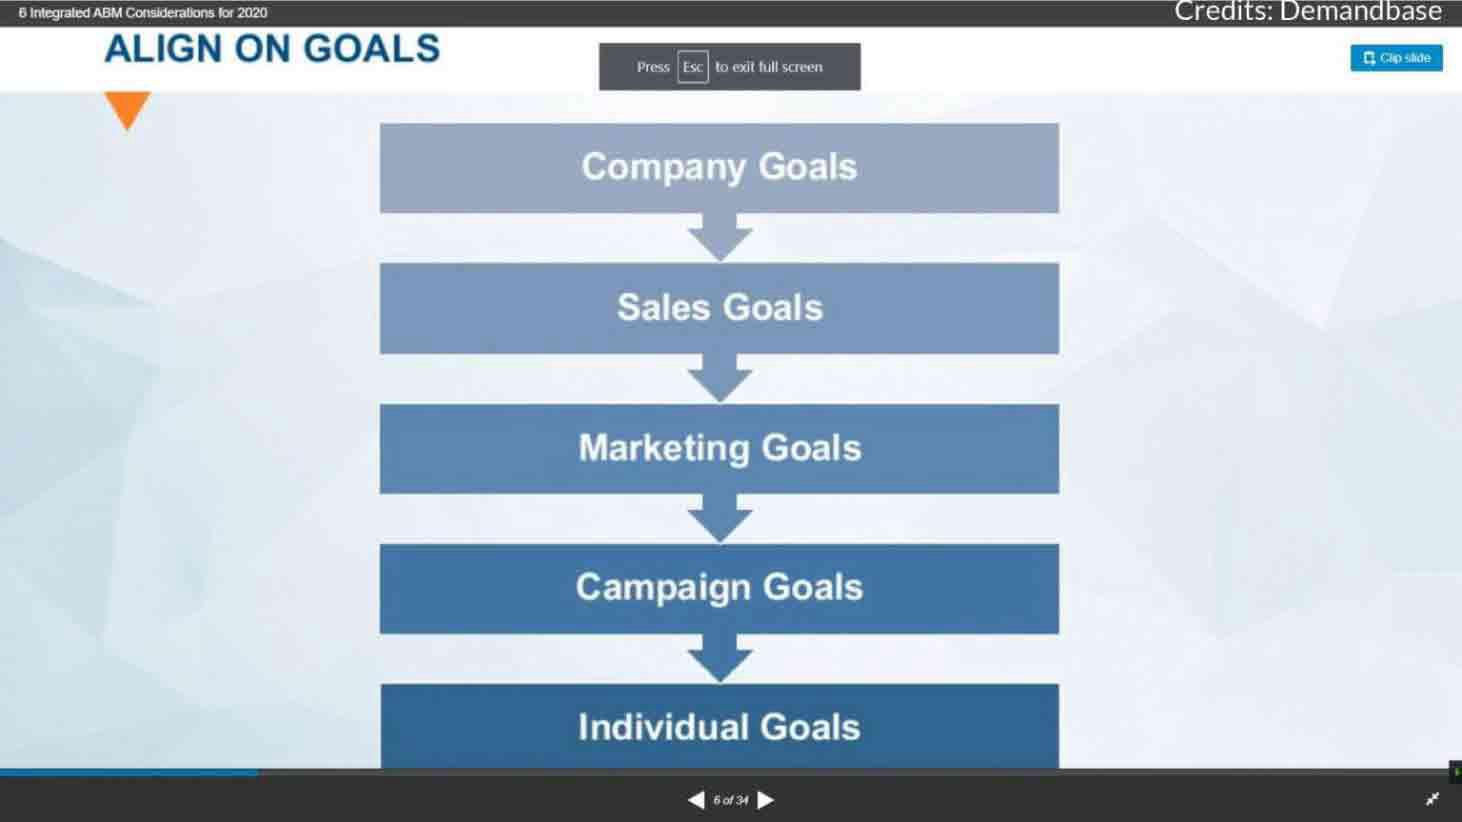 6 Integrated ABM Considerations for 2020
Credits: Demandbase
ALIGN ON GOALS
Press Esc to exit full screen
Clip slide
Company Goals
Sales Goals
Marketing Goals
Campaign Goals
Individual Goals
6 of 34